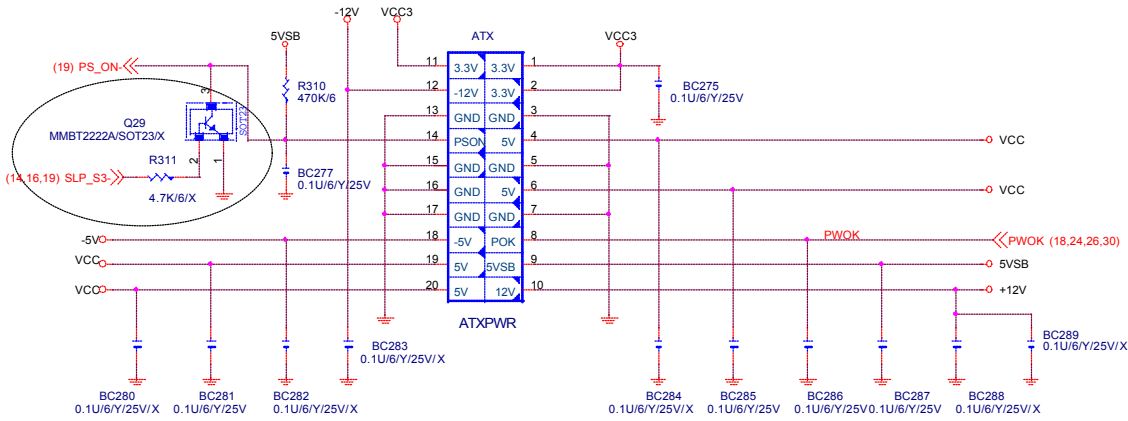 -12V
VCC3
5VSB
ATX
VCC3
(19) PS_ON-
R310
470K/6
11
12
13
14
15
16
17
18
19
20
3.3V
-12V
GND
PSON
GND
GND
GND
-5V
5V
5V
3.3V
3.3V
GND
5V
GND
5V
GND
POK
5VSB
12V
1
2
3
4
5
6
7
8
9
10
BC275
0.1U/6/Y/25V
3
SOT23
Q29
MMBT2222A/SOT23/X
2
1
R311
4.7K/6/X
(14,16,19) SLP_S3-
BC277
0.1U/6/Y/25V
VCC
VCC
PWOK
PWOK (18,24,26,30)
5VSB
+12V
-5V
VCC
VCC
ATXPWR
BC283
0.1U/6/Y/25V/X
BC289
0.1U/6/Y/25V/X
BC280
0.1U/6/Y/25V/X
BC281
0.1U/6/Y/25V
BC282
0.1U/6/Y/25V/X
BC284
0.1U/6/Y/25V/X
BC285
0.1U/6/Y/25V
BC286
0.1U/6/Y/25V
BC287
0.1U/6/Y/25V
BC288
0.1U/6/Y/25V/X